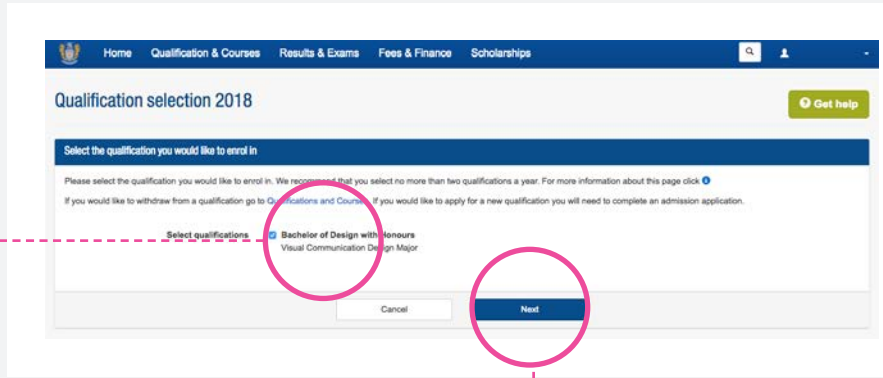 Home Qualification & Courses Results & Exams Fees & Finance Scholarships
Qualification selection 2018
Get help
Select the qualification you would like to enrol in
Please select the qualification you would like to enrol in. We recommend that you select no more than two qualifications a year. For more information about this page click
If you would like to withdraw from a qualification go to Qualifications and Courses. If you would like to apply for a new qualification you will need to complete an admission application.
Select qualifications Bachelor of Design with Honours
Visual Communication Design Major
Cancel Next